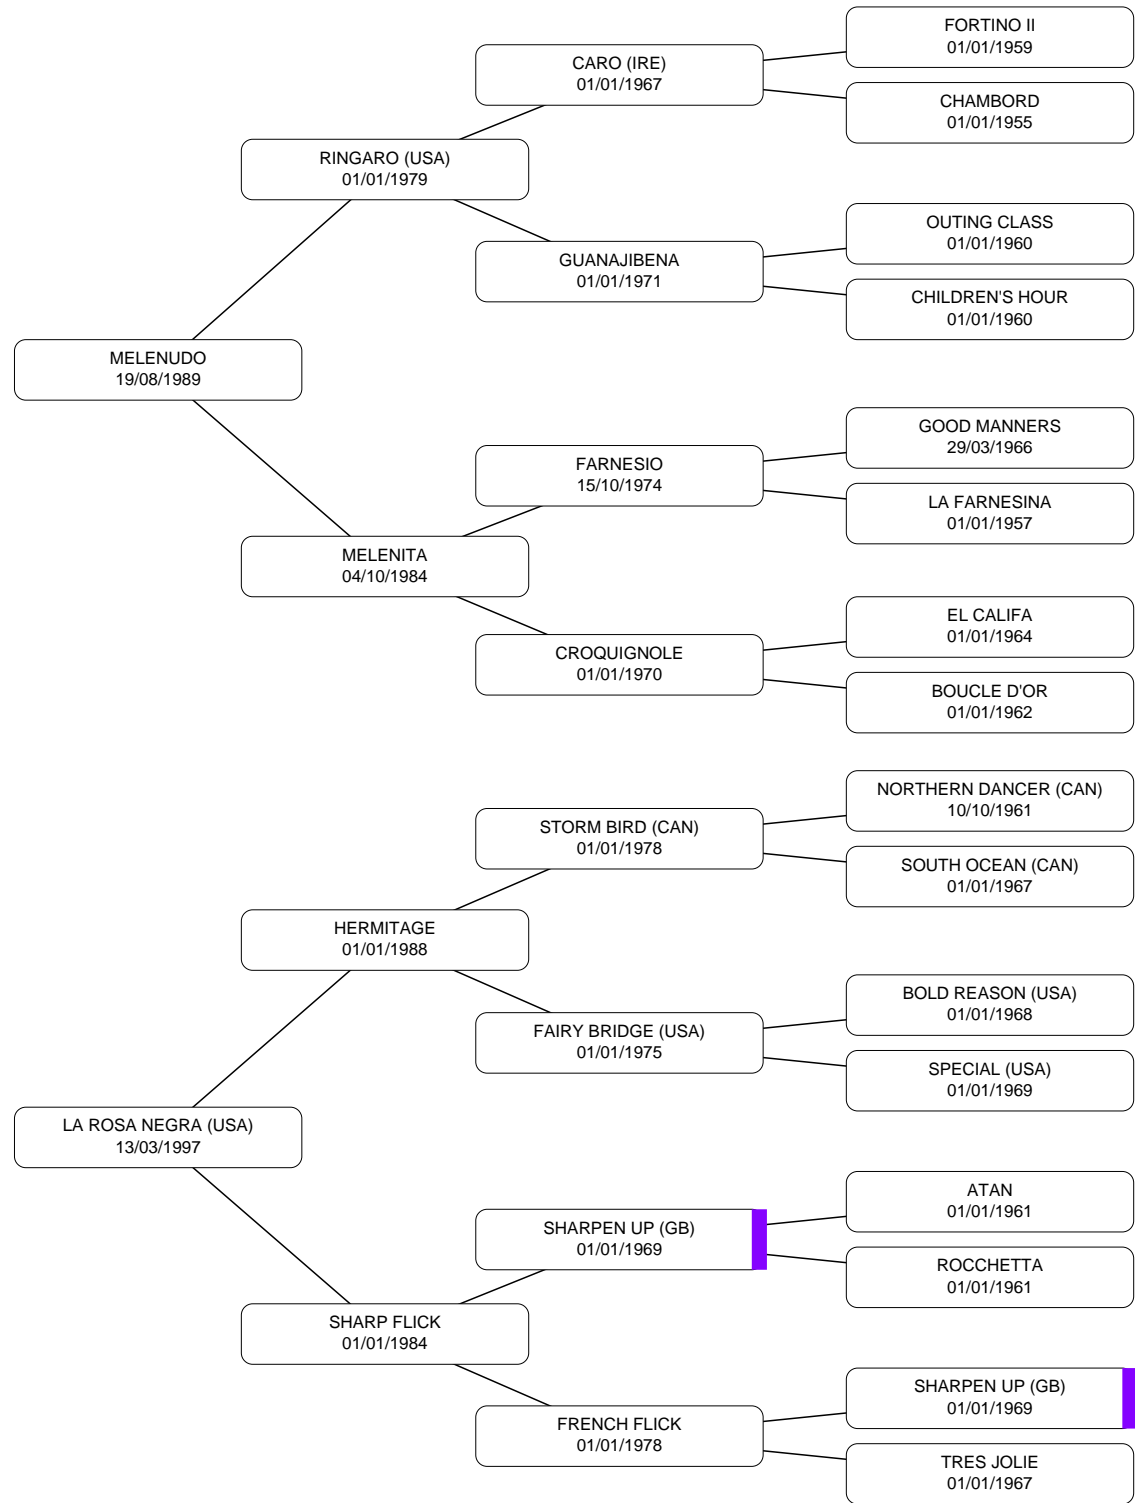 FORTINO II
01/01/1959
CARO (IRE)
01/01/1967
CHAMBORD
01/01/1955
RINGARO (USA)
01/01/1979
OUTING CLASS
01/01/1960
GUANAJIBENA
01/01/1971
CHILDREN'S HOUR
01/01/1960
MELENUDO
19/08/1989
GOOD MANNERS
29/03/1966
FARNESIO
15/10/1974
LA FARNESINA
01/01/1957
MELENITA
04/10/1984
EL CALIFA
01/01/1964
CROQUIGNOLE
01/01/1970
BOUCLE D'OR
01/01/1962
NORTHERN DANCER (CAN)
10/10/1961
STORM BIRD (CAN)
01/01/1978
SOUTH OCEAN (CAN)
01/01/1967
HERMITAGE
01/01/1988
BOLD REASON (USA)
01/01/1968
FAIRY BRIDGE (USA)
01/01/1975
SPECIAL (USA)
01/01/1969
LA ROSA NEGRA (USA)
13/03/1997
ATAN
01/01/1961
SHARPEN UP (GB)
01/01/1969
ROCCHETTA
01/01/1961
SHARP FLICK
01/01/1984
SHARPEN UP (GB)
01/01/1969
FRENCH FLICK
01/01/1978
TRES JOLIE
01/01/1967